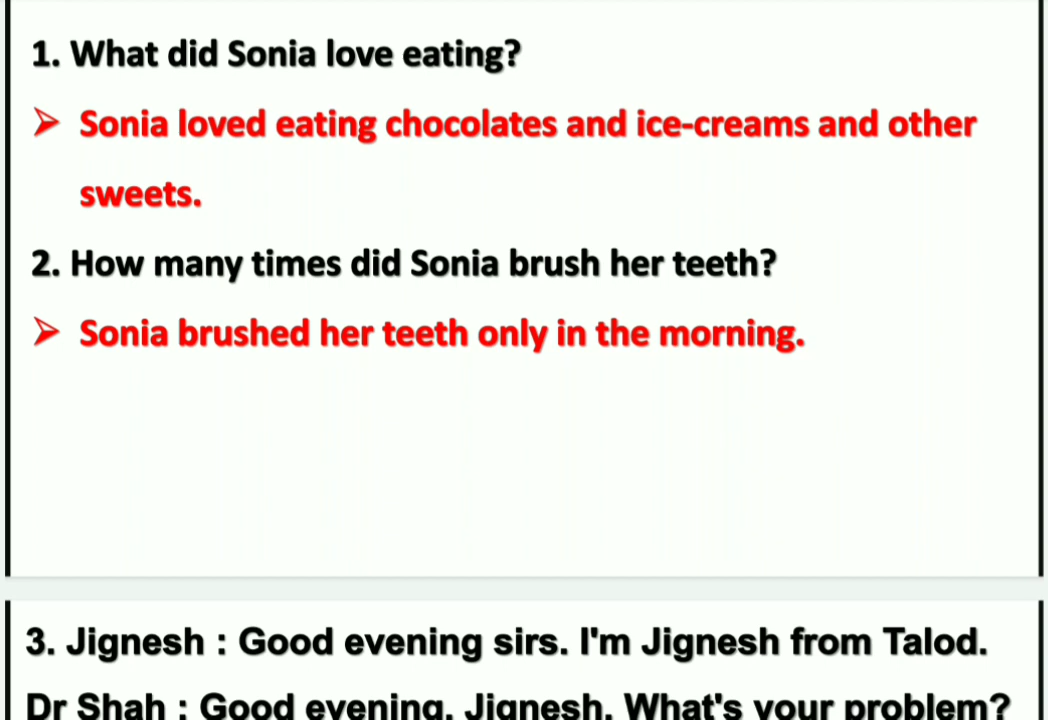 1. What did Sonia love eating?
➢ Sonia loved eating chocolates and ice-creams and other
sweets.
2. How many times did Sonia brush her teeth?
➢ Sonia brushed her teeth only in the morning.
3. Jignesh : Good evening sirs. I'm Jignesh from Talod.
Dr Shah : Good evening, Jignesh. What's your problem?